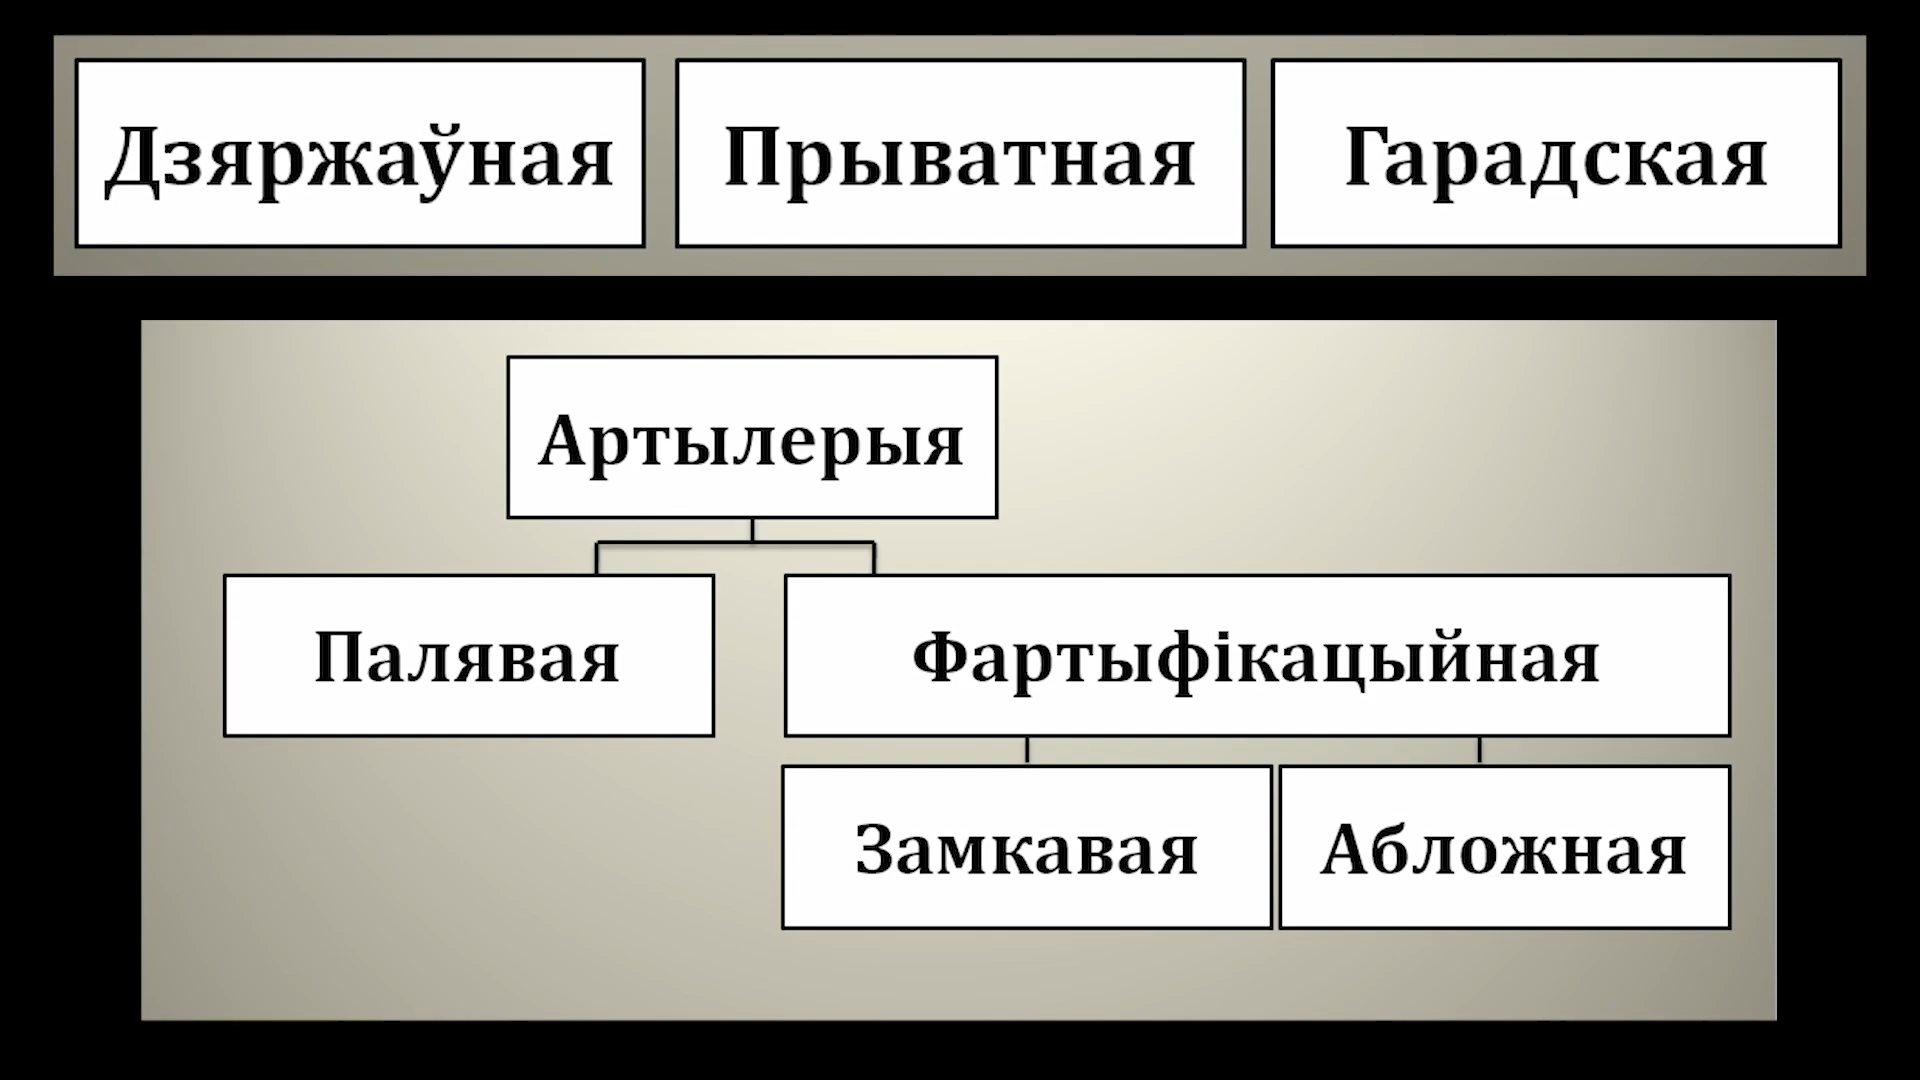 Дзяржаўная
Прыватная
Гарадская
Артылерыя
Палявая
Фартыфікацыйная
Замкавая
Абложная